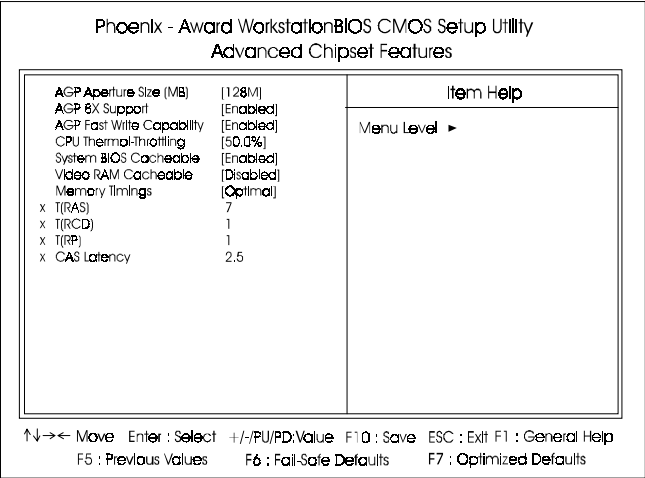 Phoenix - Award WorkstationBIOS CMOS Setup Utility
Advanced Chipset Features
AGP Aperture Size (MB) [128M]
AGP 8X Support [Enabled]
AGP Fast Write Capability [Enabled]
CPU Thermal-Throttling [50.0%]
System BIOS Cacheable [Enabled]
Video RAM Cacheable [Disabled]
Memory Timings [Optimal]
x T(RAS) 7
x T(RCD) 1
x T(RP) 1
x CAS Latency 2.5
Item Help
Menu Level ►
↑↓→← Move Enter : Select +/-/PU/PD:Value F10 : Save ESC : Exit F1 : General Help
F5 : Previous Values F6 : Fail-Safe Defaults F7 : Optimized Defaults